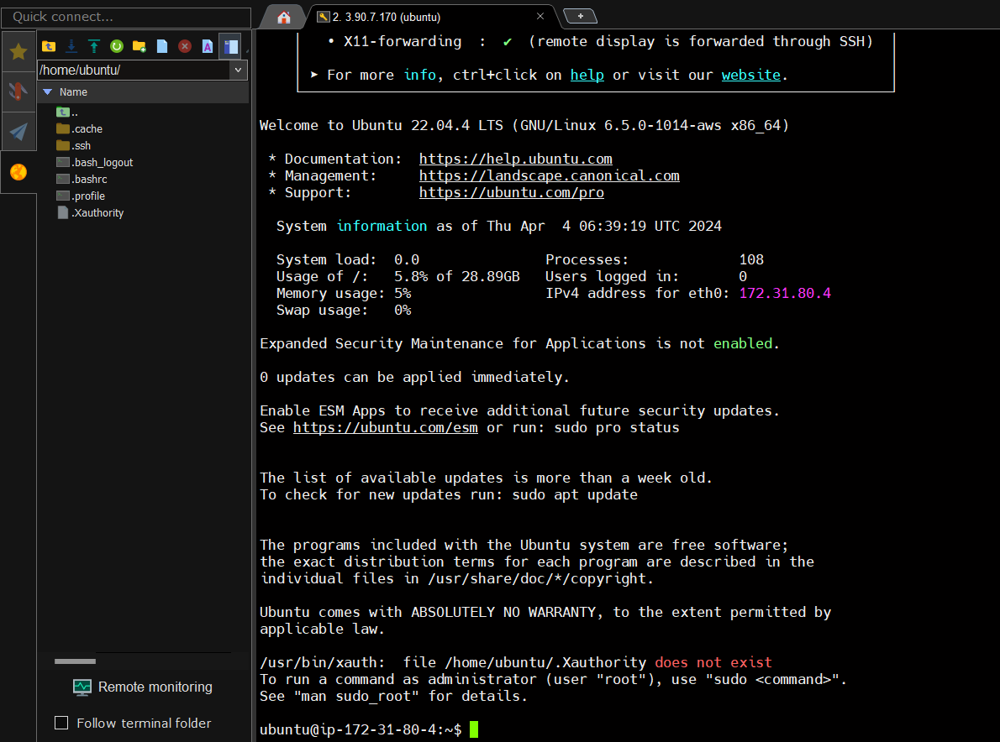 Quick connect...
2. 3.90.7.170 (ubuntu)
/home/ubuntu/
Name
..
.cache
.ssh
.bash_logout
.bashrc
.profile
.Xauthority
Remote monitoring
Follow terminal folder
• X11-forwarding  :  ✔  (remote display is forwarded through SSH)
➤ For more info, ctrl+click on help or visit our website.
Welcome to Ubuntu 22.04.4 LTS (GNU/Linux 6.5.0-1014-aws x86_64)
* Documentation:  https://help.ubuntu.com
* Management:     https://landscape.canonical.com
* Support:        https://ubuntu.com/pro
System information as of Thu Apr  4 06:39:19 UTC 2024
System load:  0.0               Processes:             108
Usage of /:   5.8% of 28.89GB   Users logged in:       0
Memory usage: 5%                IPv4 address for eth0: 172.31.80.4
Swap usage:   0%
Expanded Security Maintenance for Applications is not enabled.
0 updates can be applied immediately.
Enable ESM Apps to receive additional future security updates.
See https://ubuntu.com/esm or run: sudo pro status
The list of available updates is more than a week old.
To check for new updates run: sudo apt update
The programs included with the Ubuntu system are free software;
the exact distribution terms for each program are described in the
individual files in /usr/share/doc/*/copyright.
Ubuntu comes with ABSOLUTELY NO WARRANTY, to the extent permitted by
applicable law.
/usr/bin/xauth:  file /home/ubuntu/.Xauthority does not exist
To run a command as administrator (user "root"), use "sudo <command>".
See "man sudo_root" for details.
ubuntu@ip-172-31-80-4:~$